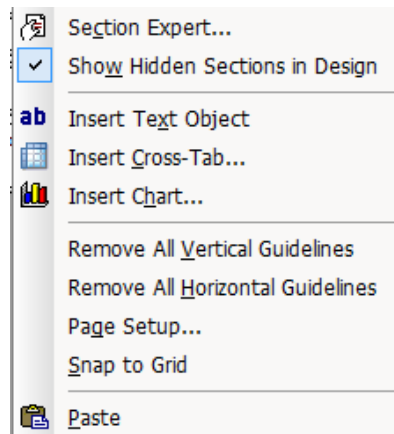 Section Expert...
Show Hidden Sections in Design
ab Insert Text Object
Insert Cross-Tab...
Insert Chart...
Remove All Vertical Guidelines
Remove All Horizontal Guidelines
Page Setup...
Snap to Grid
Paste